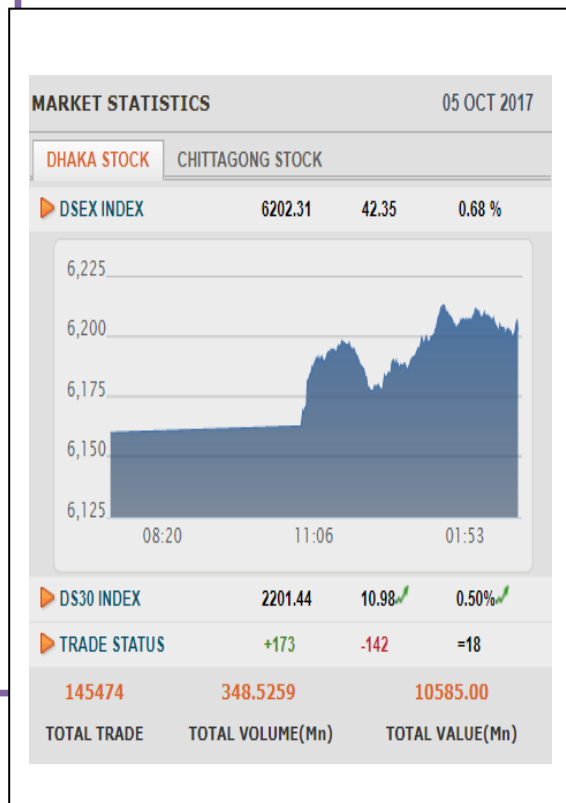 MARKET STATISTICS 05 OCT 2017
DHAKA STOCK CHITTAGONG STOCK
DSEX INDEX 6202.31 42.35 0.68 %
6,225
6,200
6,175
6,150
6,125
08:20 11:06 01:53
DS30 INDEX 2201.44 10.98 0.50%
TRADE STATUS +173 -142 =18
145474 348.5259 10585.00
TOTAL TRADE TOTAL VOLUME(Mn) TOTAL VALUE(Mn)